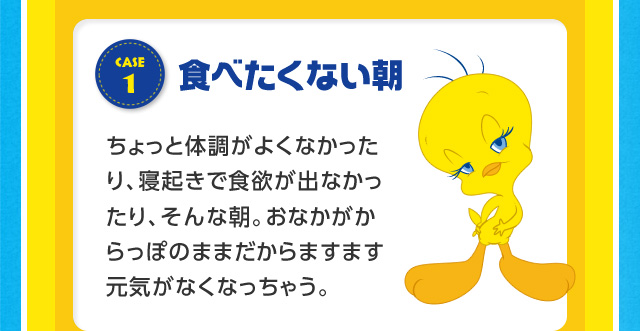 CASE
1
食べたくない朝
ちょっと体調がよくなかった
り、寝起きで食欲が出なかっ
たり、そんな朝。おなかがか
らっぽのままだからますます
元気がなくなっちゃう。